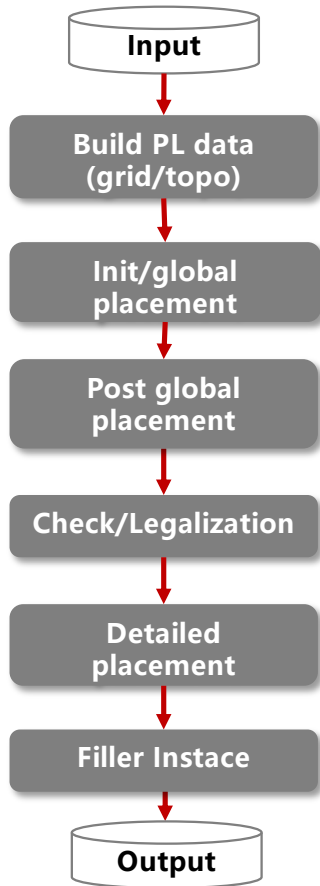 Input
Build PL data
(grid/topo)
Init/global
placement
Post global
placement
Check/Legalization
Detailed
placement
Filler Instace
Output